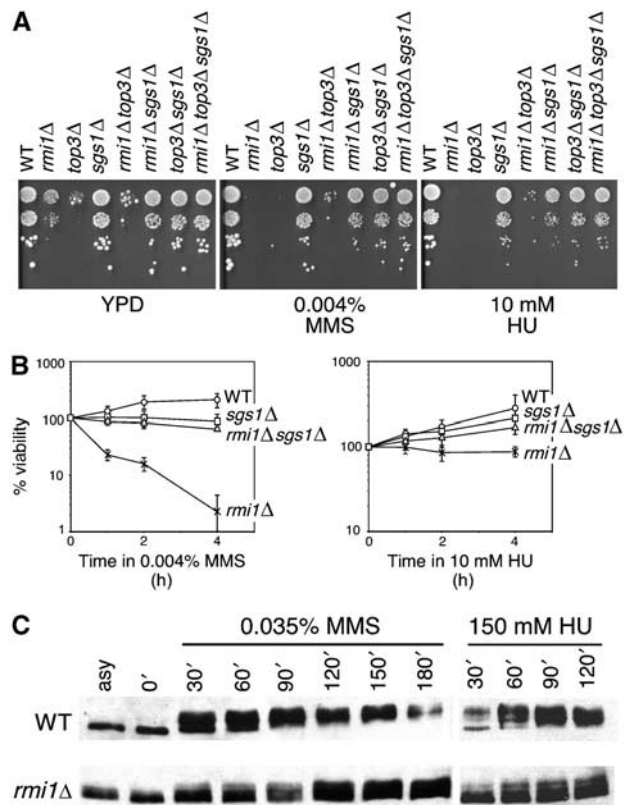 A
WT rmi1Δ top3Δ sgs1Δ rmi1Δ top3Δ rmi1Δ sgs1Δ top3Δ sgs1Δ rmi1Δ top3Δ sgs1Δ
WT rmi1Δ top3Δ sgs1Δ rmi1Δ top3Δ rmi1Δ sgs1Δ top3Δ sgs1Δ rmi1Δ top3Δ sgs1Δ
WT rmi1Δ top3Δ sgs1Δ rmi1Δ top3Δ rmi1Δ sgs1Δ top3Δ sgs1Δ rmi1Δ top3Δ sgs1Δ
YPD
0.004%
MMS
10 mM
HU
B
% viability
1000
100
10
1
WT
sgs1Δ
rmi1Δ sgs1Δ
rmi1Δ
0 2 4
Time in 0.004% MMS
(h)
1000
100
10
WT
sgs1Δ
rmi1Δ sgs1Δ
rmi1Δ
0 2 4
Time in 10 mM HU
(h)
C
0.035% MMS
150 mM HU
asy 0′ 30′ 60′ 90′ 120′ 150′ 180′ 30′ 60′ 90′ 120′
WT
rmi1Δ